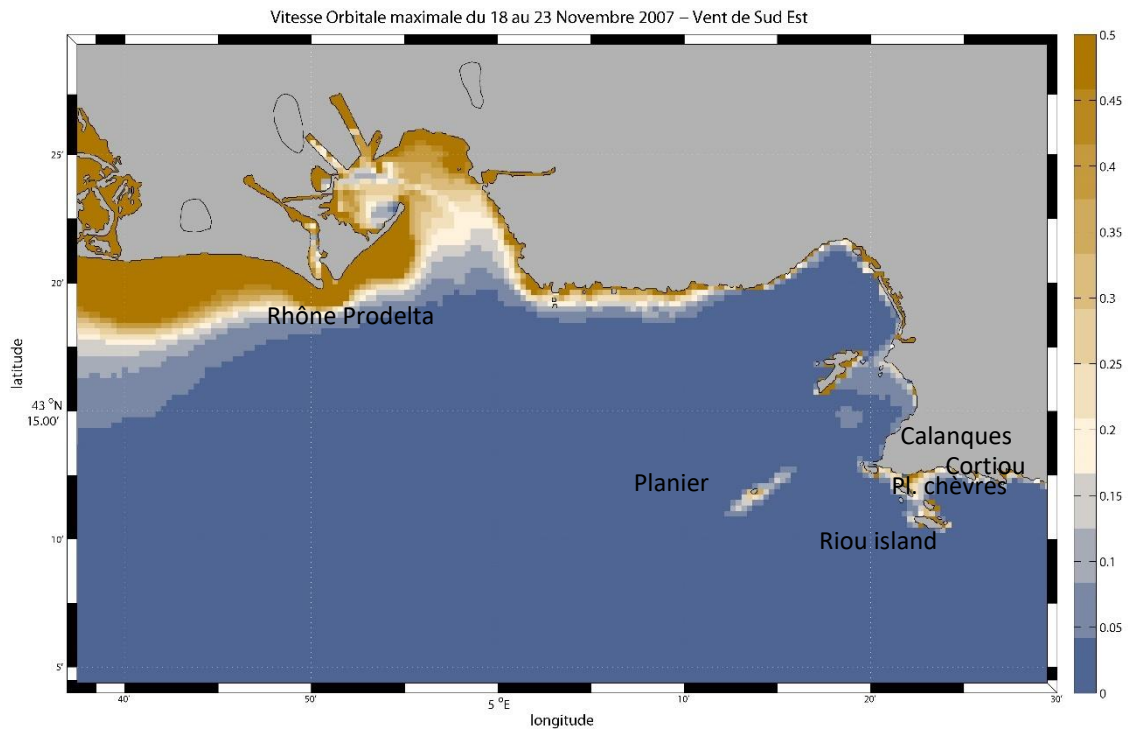 Vitesse Orbitale maximale du 18 au 23 Novembre 2007 – Vent de Sud Est
0.5
0.45
0.4
0.35
0.3
0.25
0.2
0.15
0.1
0.05
0
25'
20'
43 °N
15.00'
10'
5'
latitude
Rhône Prodelta
Calanques
Cortiou
Pl. chèvres
Planier
Riou island
40'
50'
5 °E
10'
20'
30'
longitude